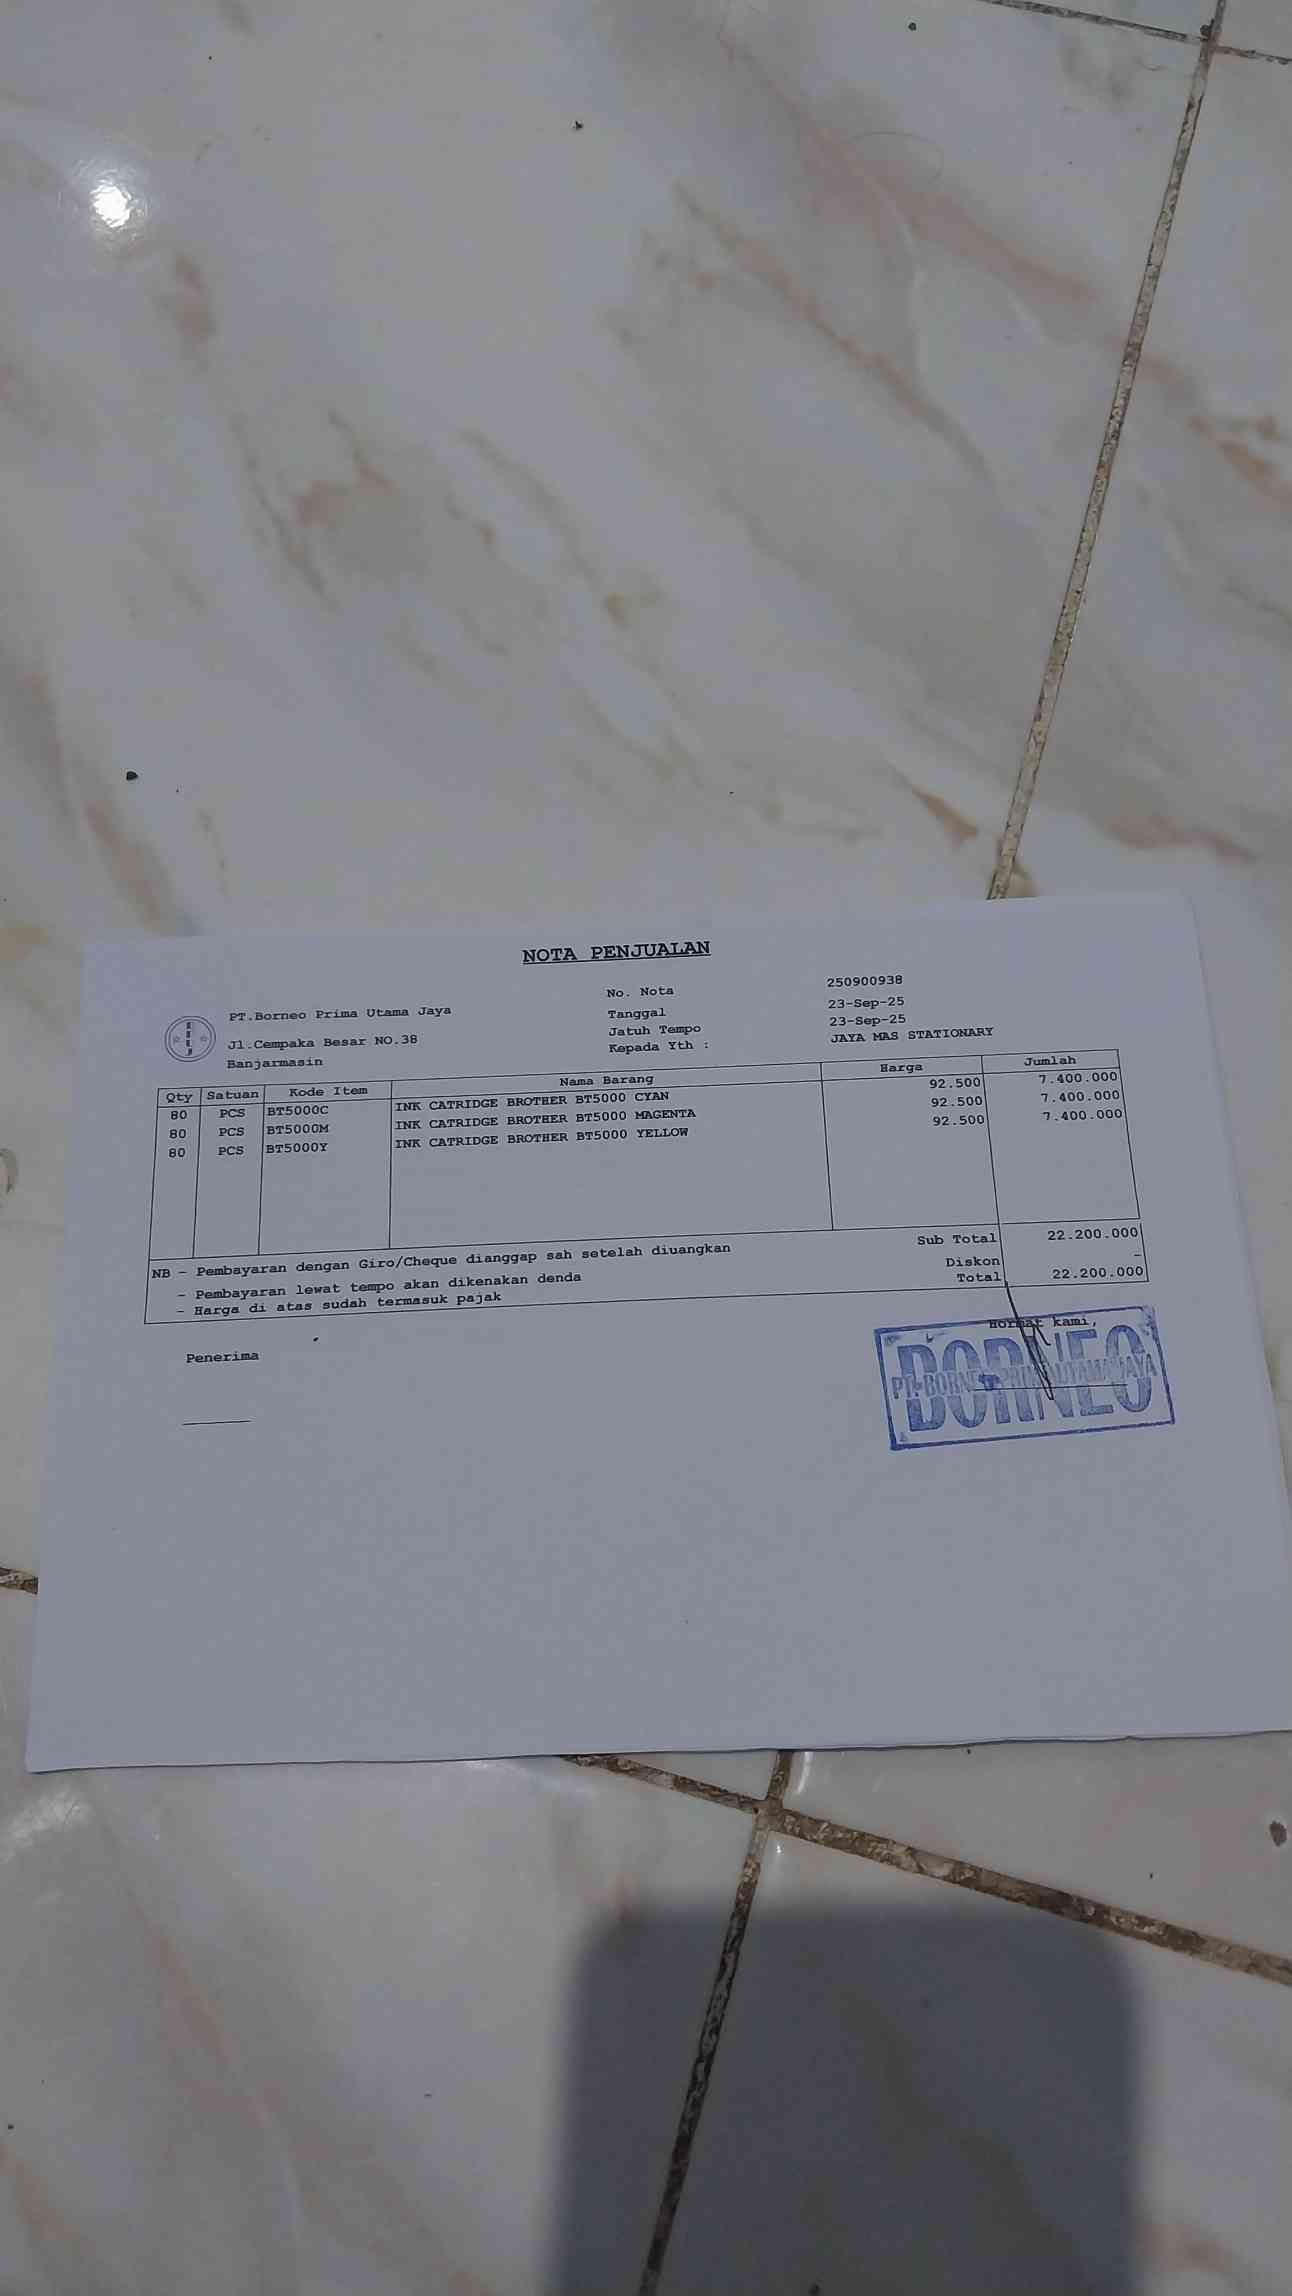 NOTA PENJUALAN
PT.Borneo Prima Utama Jaya
Jl.Cempaka Besar NO.38
Banjarmasin
No. Nota 250900938
Tanggal 23-Sep-25
Jatuh Tempo 23-Sep-25
Kepada Yth : JAYA MAS STATIONARY
Qty Satuan Kode Item Nama Barang Harga Jumlah
80 PCS BT5000C INK CATRIDGE BROTHER BT5000 CYAN 92.500 7.400.000
80 PCS BT5000M INK CATRIDGE BROTHER BT5000 MAGENTA 92.500 7.400.000
80 PCS BT5000Y INK CATRIDGE BROTHER BT5000 YELLOW 92.500 7.400.000
NB - Pembayaran dengan Giro/Cheque dianggap sah setelah diuangkan
- Pembayaran lewat tempo akan dikenakan denda
- Harga di atas sudah termasuk pajak
Sub Total 22.200.000
Diskon -
Total 22.200.000
Penerima
Hormat kami,
BORNEO
PT. BORNEO PRIMA UTAMA JAYA